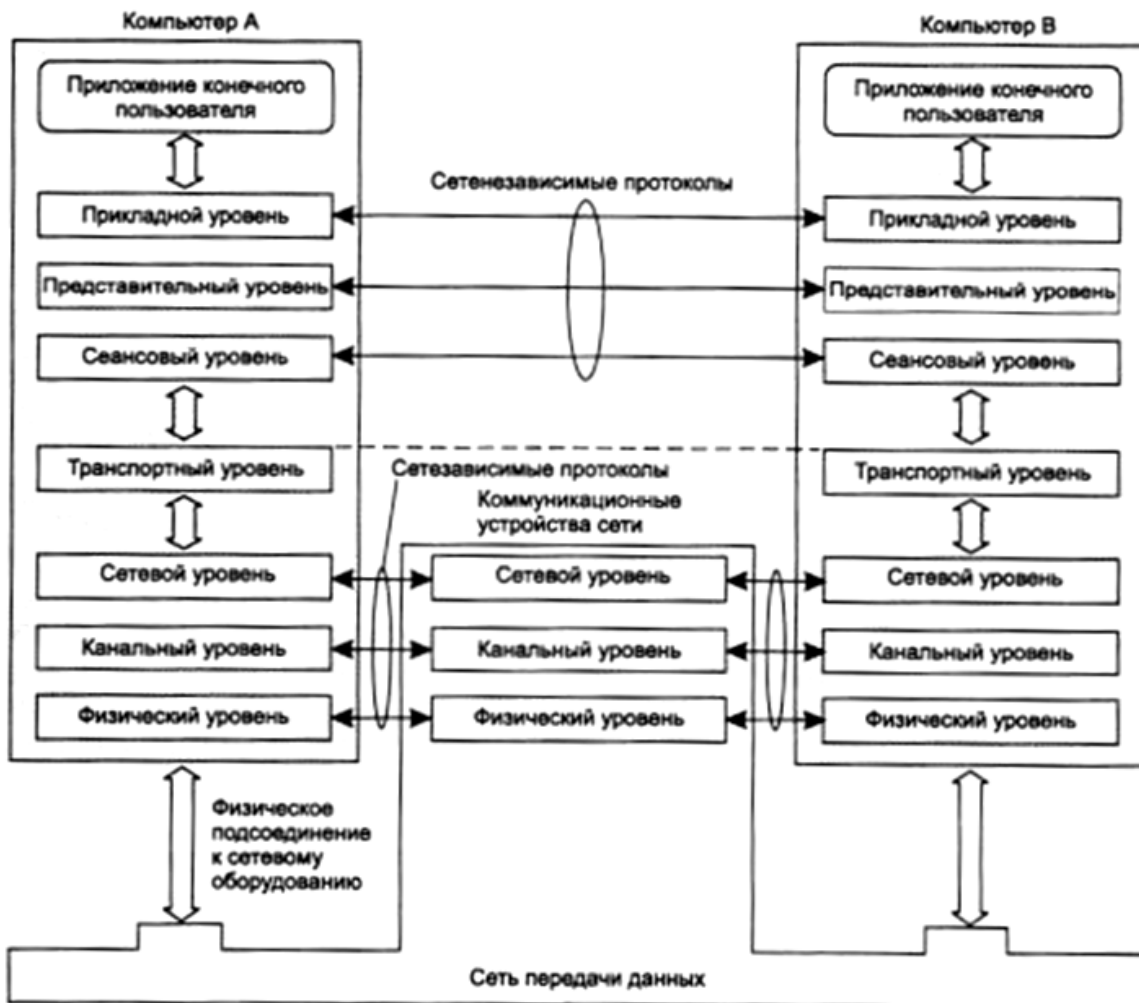 Компьютер А
Компьютер В
Приложение конечного
пользователя
Приложение конечного
пользователя
Сетенезависимые протоколы
Прикладной уровень
Прикладной уровень
Представительный уровень
Представительный уровень
Сеансовый уровень
Сеансовый уровень
Транспортный уровень
Транспортный уровень
Сетезависимые протоколы
Коммуникационные
устройства сети
Сетевой уровень
Сетевой уровень
Сетевой уровень
Канальный уровень
Канальный уровень
Канальный уровень
Физический уровень
Физический уровень
Физический уровень
Физическое
подсоединение
к сетевому
оборудованию
Сеть передачи данных